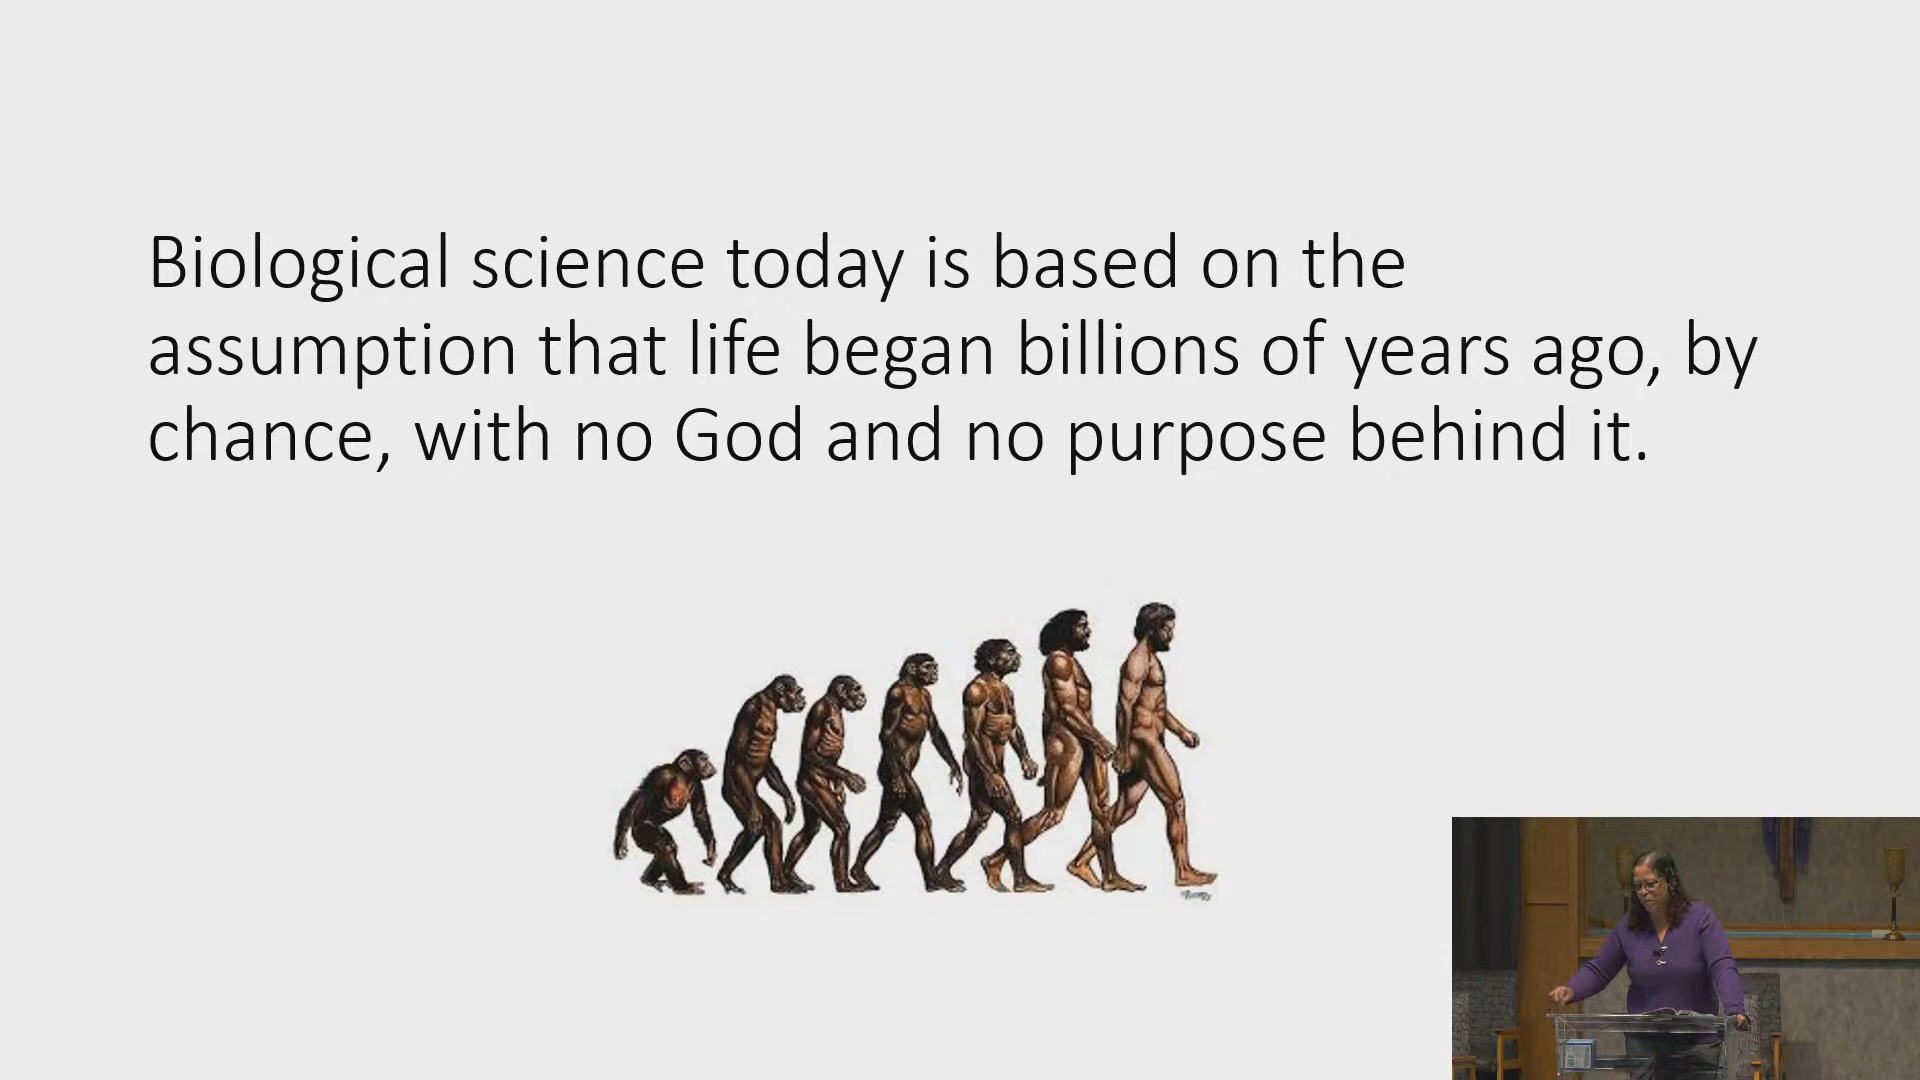 Biological science today is based on the
assumption that life began billions of years ago, by
chance, with no God and no purpose behind it.